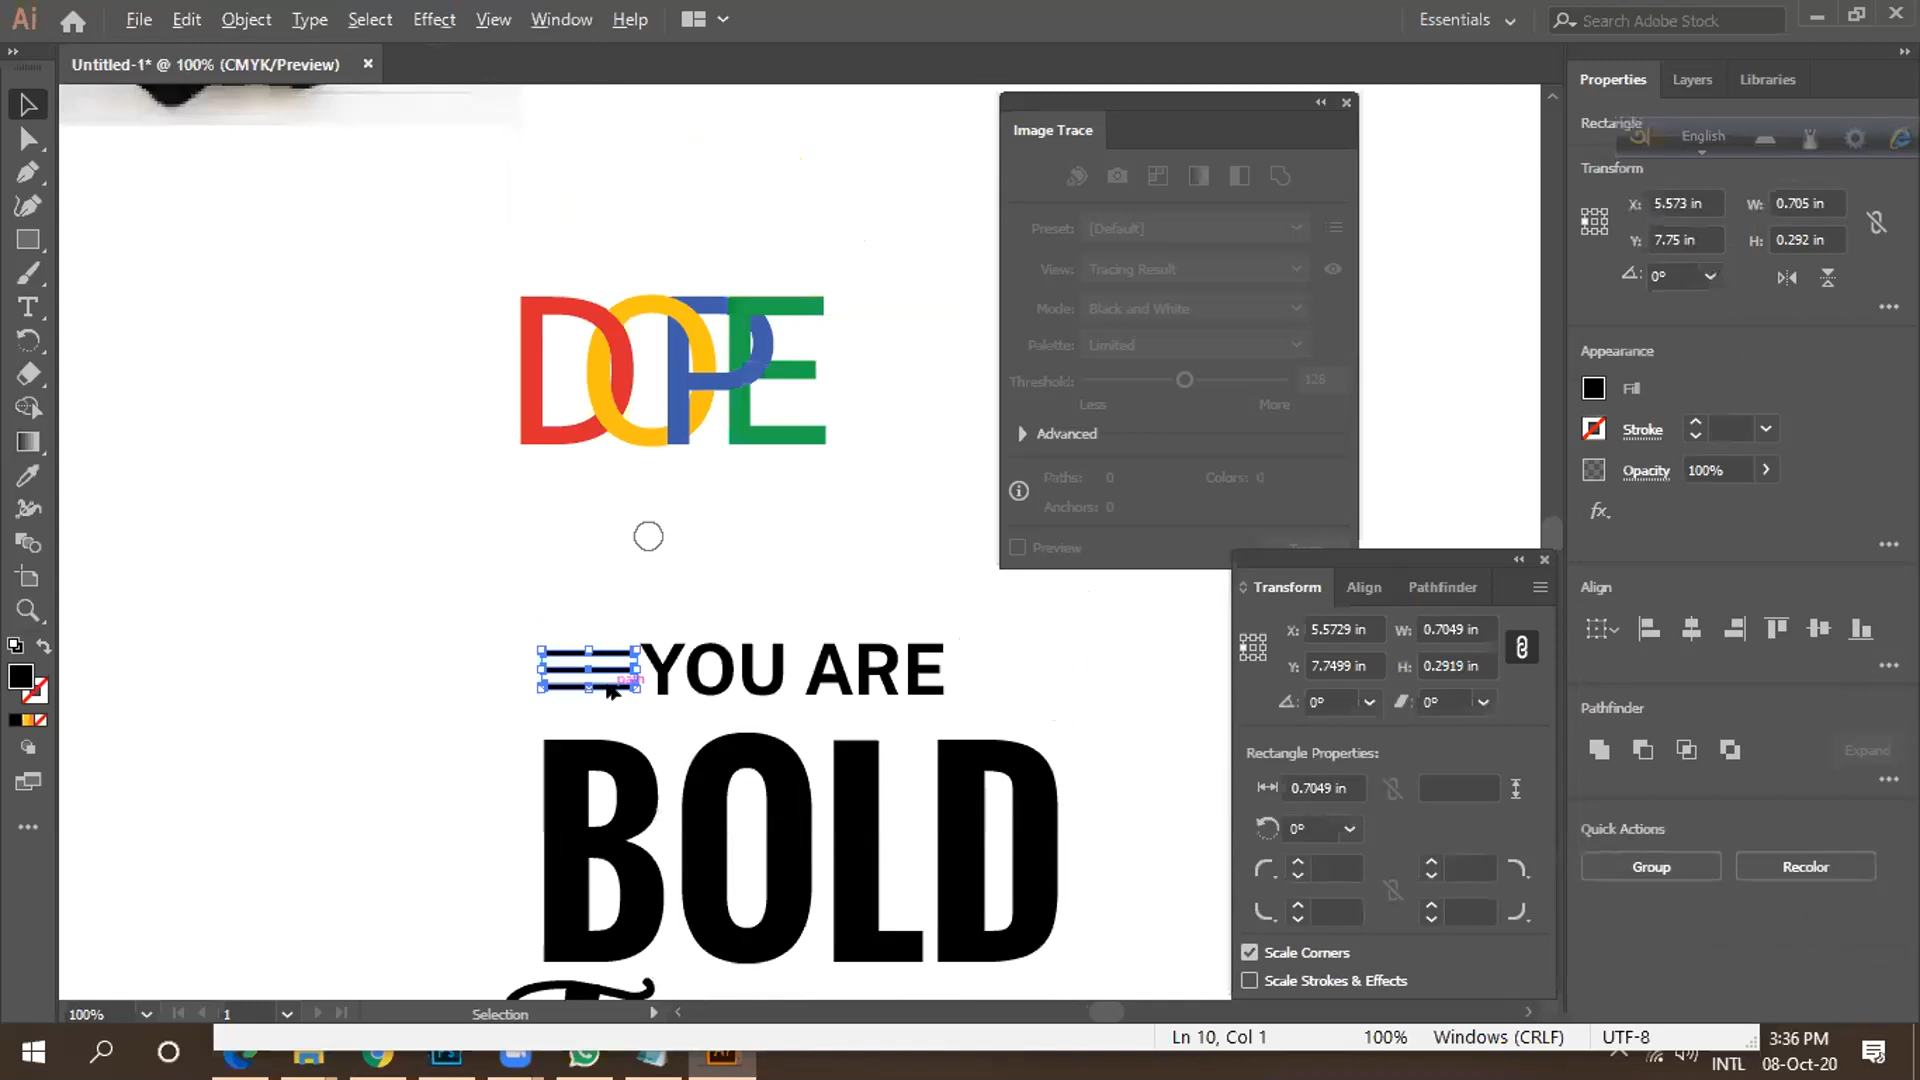 Ai File Edit Object Type Select Effect View Window Help Essentials Search Adobe Stock
Untitled-1* @ 100% (CMYK/Preview)
Properties Layers Libraries
Image Trace
Rectangle
English
Transform
X: 5.573 in W: 0.705 in
Y: 7.75 in H: 0.292 in
0°
Preset: [Default]
View: Tracing Result
Mode: Black and White
Palette: Limited
Threshold: 128
Less More
Advanced
Paths: 0 Colors: 0
Anchors: 0
Preview
Appearance
Fill
Stroke
Opacity 100%
fx.
DOPE
Transform Align Pathfinder
X: 5.5729 in W: 0.7049 in
Y: 7.7499 in H: 0.2919 in
0° 0°
Rectangle Properties:
0.7049 in
0°
Scale Corners
Scale Strokes & Effects
Align
Pathfinder
Expand
Quick Actions
Group Recolor
path
YOU ARE
BOLD
100% 1 Selection
Ln 10, Col 1 100% Windows (CRLF) UTF-8
Ps Ai
3:36 PM
INTL 08-Oct-20